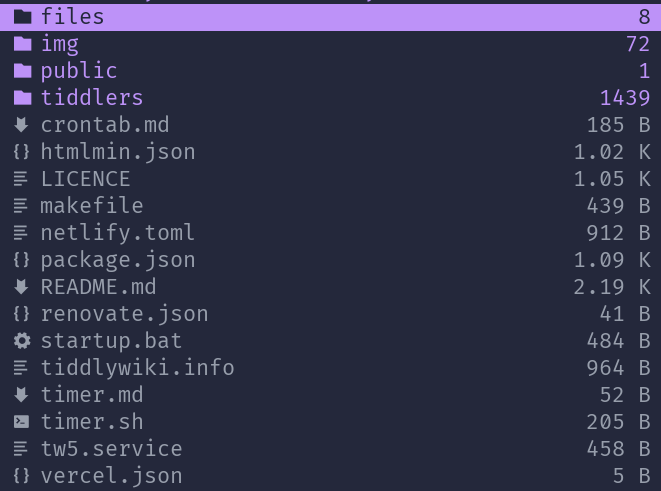 files 8
img 72
public 1
tiddlers 1439
crontab.md 185 B
htmlmin.json 1.02 K
LICENCE 1.05 K
makefile 439 B
netlify.toml 912 B
package.json 1.09 K
README.md 2.19 K
renovate.json 41 B
startup.bat 484 B
tiddlywiki.info 964 B
timer.md 52 B
timer.sh 205 B
tw5.service 458 B
vercel.json 5 B